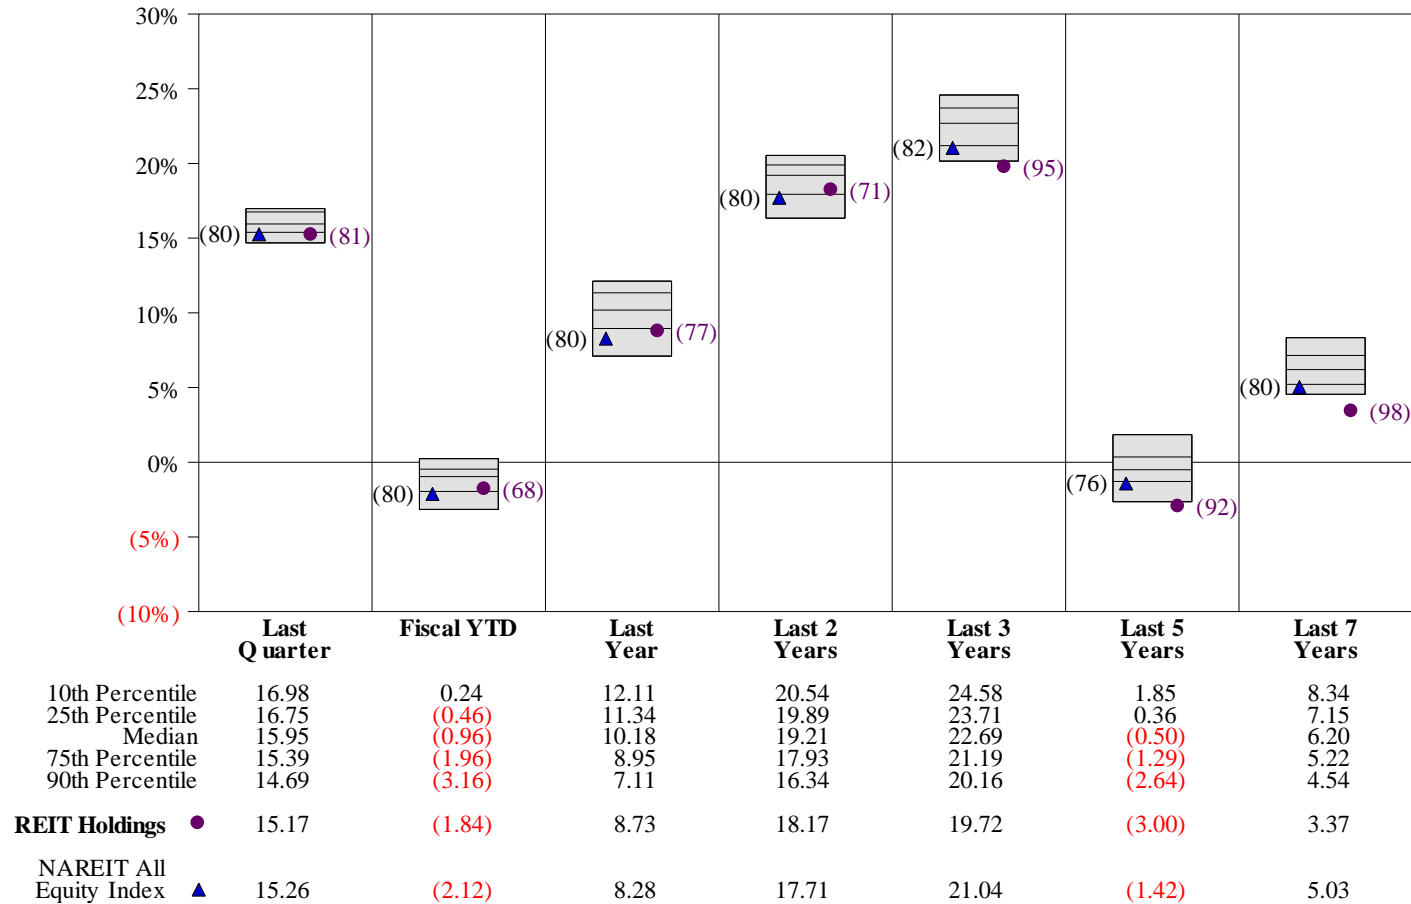 30%
25%
20%
15%
10%
5%
0%
(5%)
(10%)
(80) (81)
(80) (68)
(80) (77)
(80) (71)
(82) (95)
(76) (92)
(80) (98)
Last Quarter Fiscal YTD Last Year Last 2 Years Last 3 Years Last 5 Years Last 7 Years
10th Percentile 16.98 0.24 12.11 20.54 24.58 1.85 8.34
25th Percentile 16.75 (0.46) 11.34 19.89 23.71 0.36 7.15
Median 15.95 (0.96) 10.18 19.21 22.69 (0.50) 6.20
75th Percentile 15.39 (1.96) 8.95 17.93 21.19 (1.29) 5.22
90th Percentile 14.69 (3.16) 7.11 16.34 20.16 (2.64) 4.54
REIT Holdings 15.17 (1.84) 8.73 18.17 19.72 (3.00) 3.37
NAREIT All
Equity Index 15.26 (2.12) 8.28 17.71 21.04 (1.42) 5.03